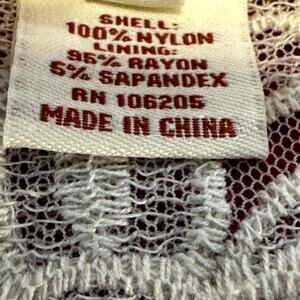 SHELL:
100% NYLON
LINING:
95% RAYON
5% SAPANDEX
RN 106205
MADE IN CHINA